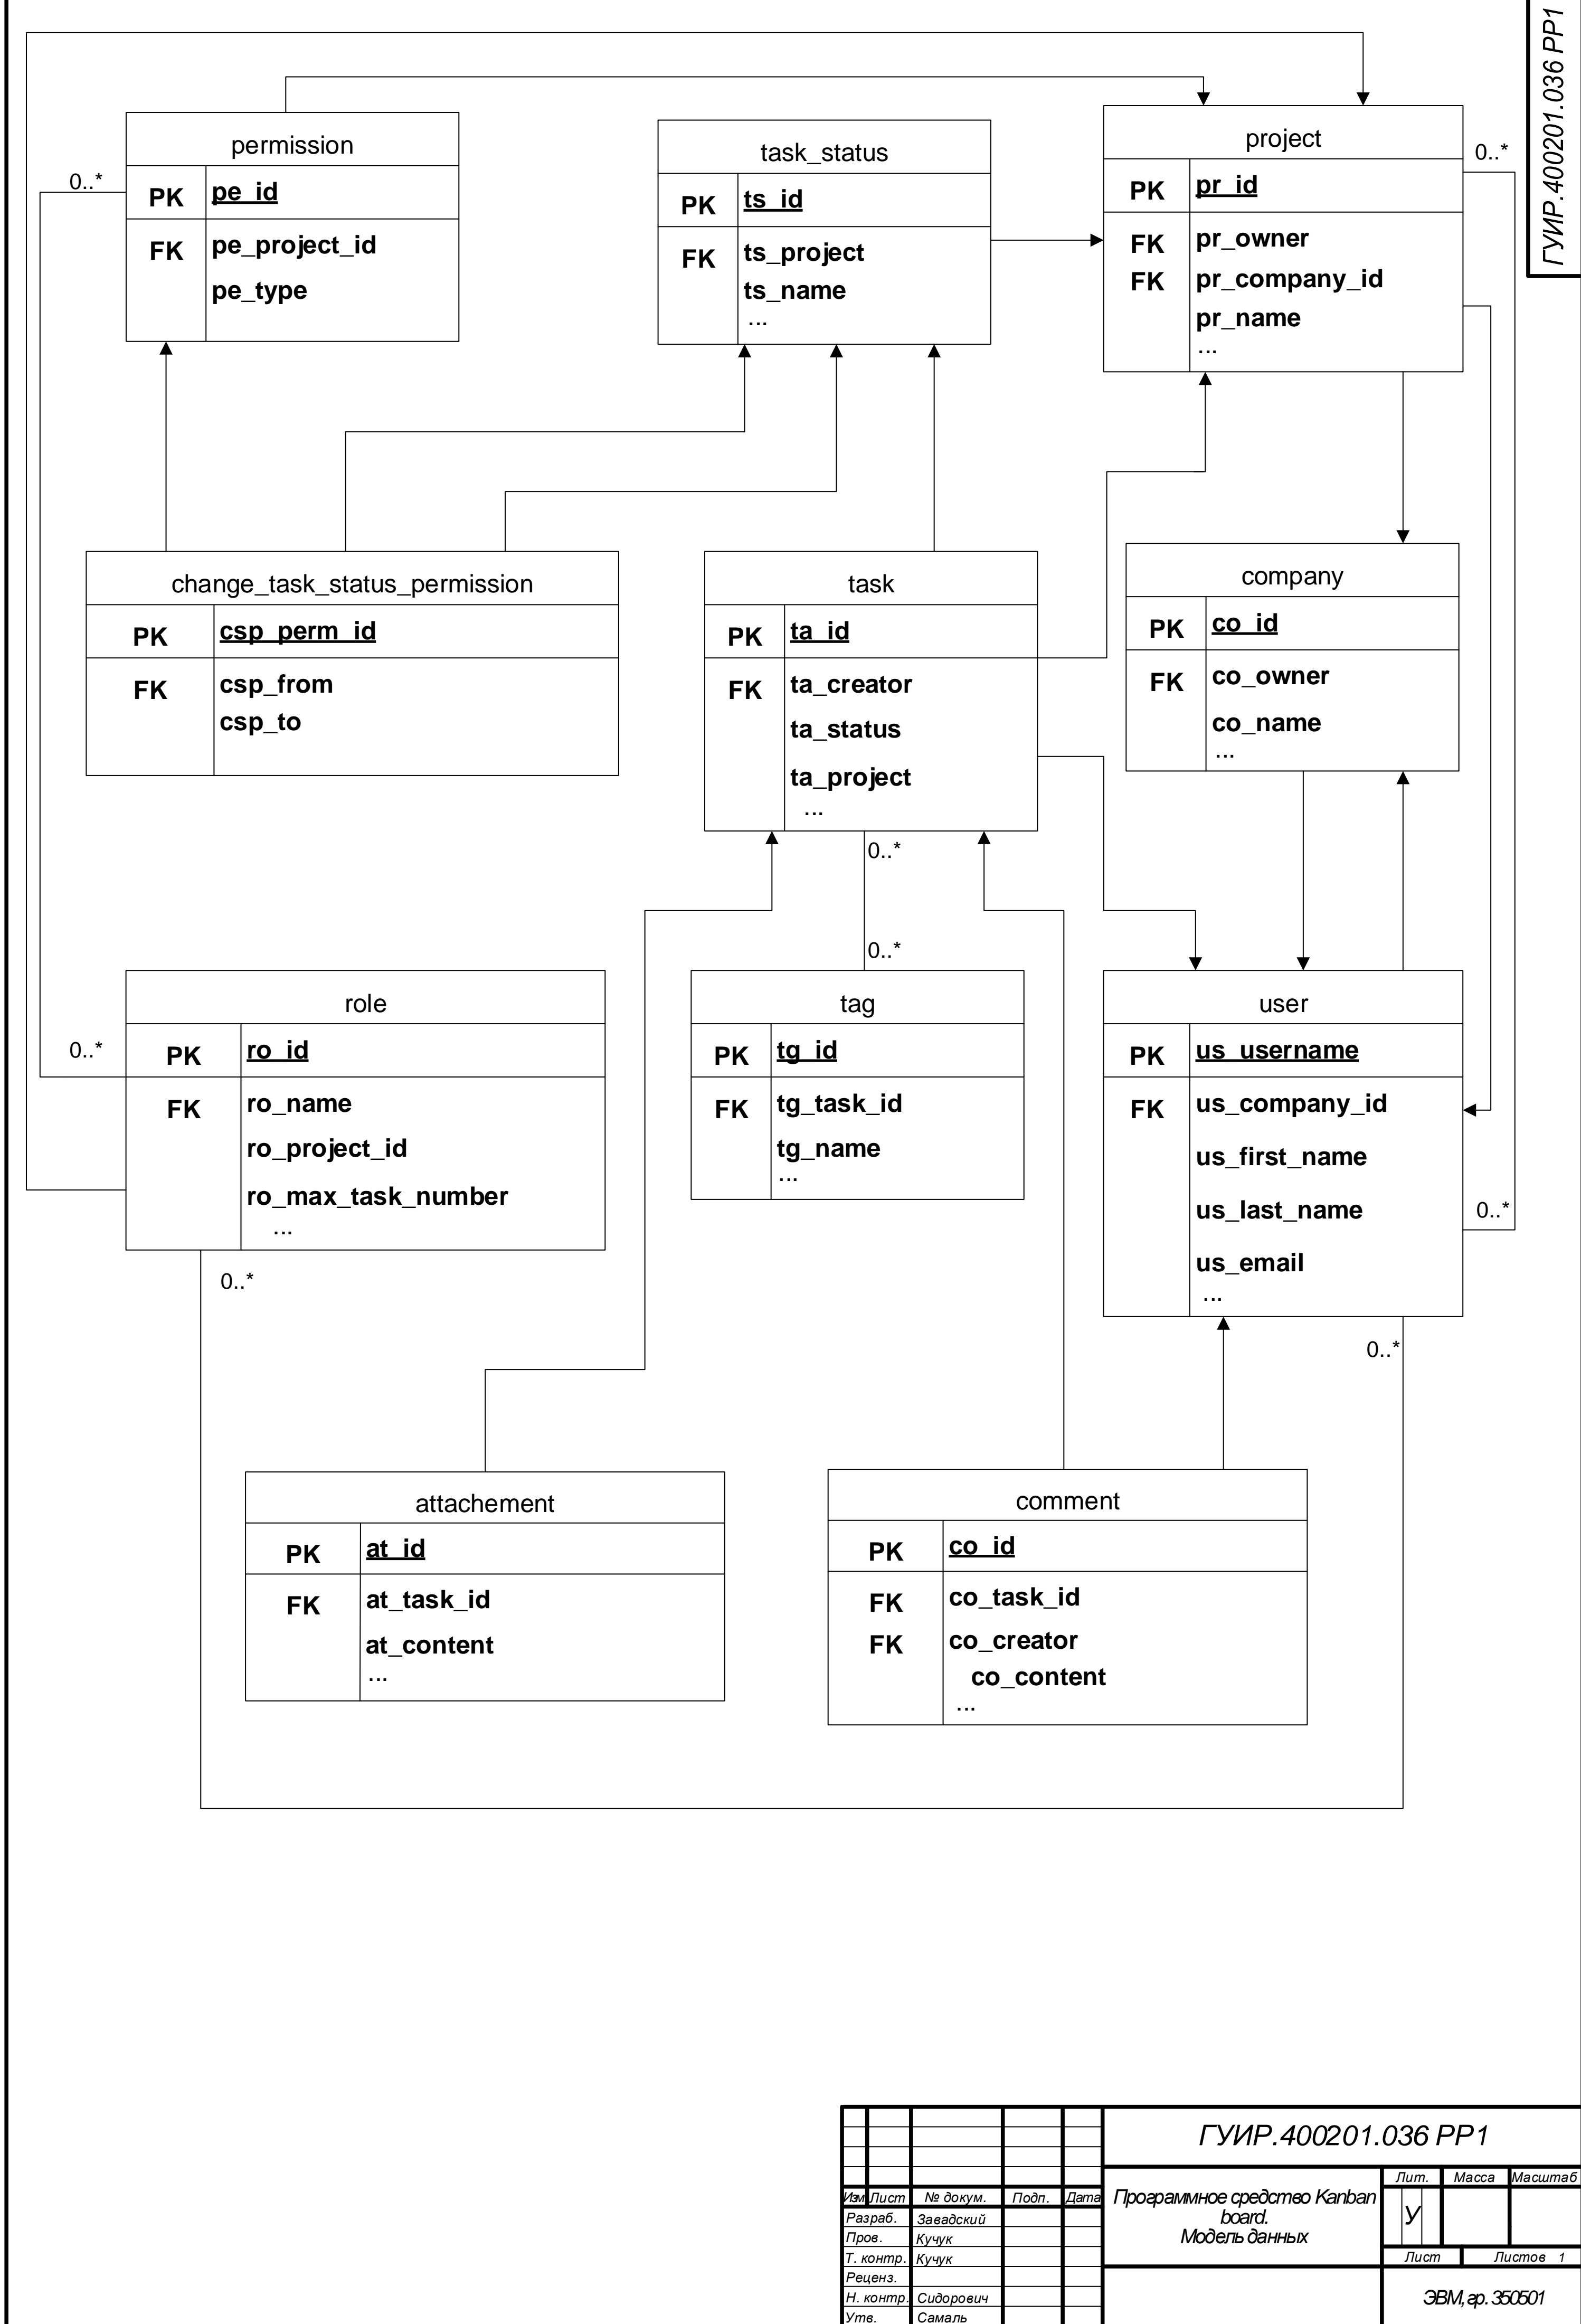 ГУИР.400201.036 РР1
permission
PK pe_id
FK pe_project_id
pe_type
0..*
task_status
PK ts_id
FK ts_project
ts_name
...
project
PK pr_id
FK pr_owner
FK pr_company_id
pr_name
...
0..*
change_task_status_permission
PK csp_perm_id
FK csp_from
csp_to
task
PK ta_id
FK ta_creator
ta_status
ta_project
...
company
PK co_id
FK co_owner
co_name
...
0..*
0..*
role
PK ro_id
FK ro_name
ro_project_id
ro_max_task_number
...
0..*
0..*
tag
PK tg_id
FK tg_task_id
tg_name
...
user
PK us_username
FK us_company_id
us_first_name
us_last_name
us_email
...
0..*
0..*
attachement
PK at_id
FK at_task_id
at_content
...
comment
PK co_id
FK co_task_id
FK co_creator
co_content
...
ГУИР.400201.036 РР1
Изм Лист № докум. Подп. Дата
Разраб. Завадский
Пров. Кучук
Т. контр. Кучук
Реценз.
Н. контр. Сидорович
Утв. Самаль
Программное средство Kanban
board.
Модель данных
Лит. Масса Масштаб
У
Лист Листов 1
ЭВМ, гр. 350501